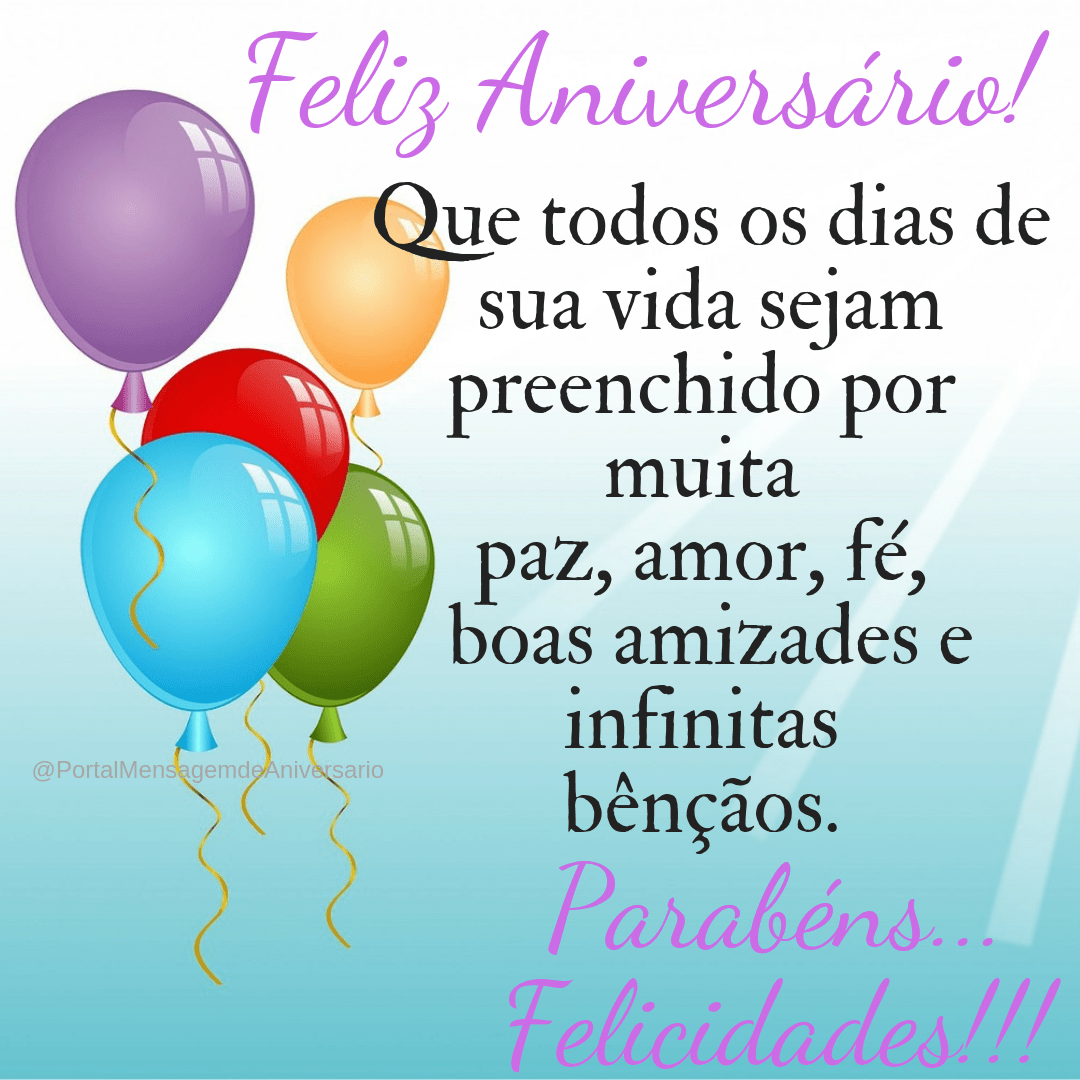 Feliz Aniversário!
Que todos os dias de
sua vida sejam
preenchido por
muita
paz, amor, fé,
boas amizades e
infinitas
bênçãos.
@PortalMensagemdeAniversario
Parabéns...
Felicidades!!!